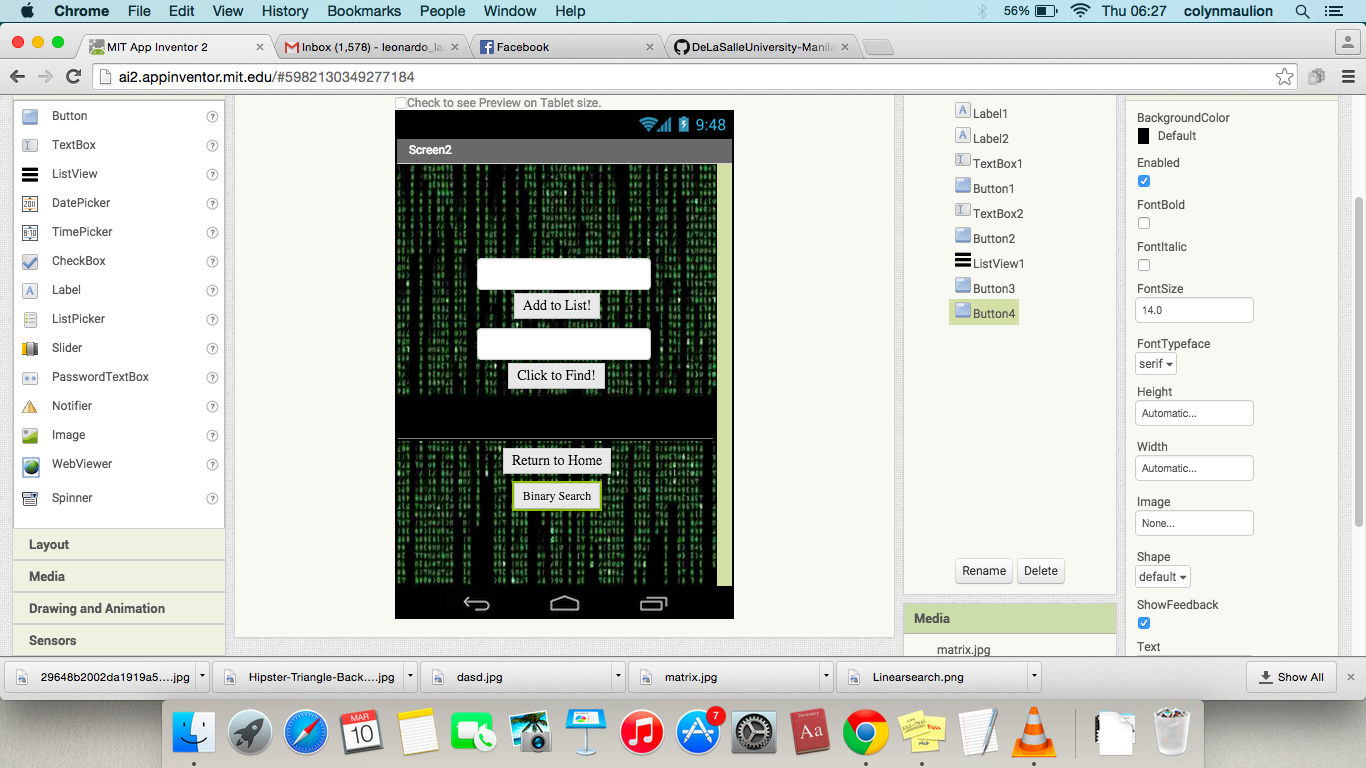 Chrome File Edit View History Bookmarks People Window Help 56% Thu 06:27 colynmaulion
MIT App Inventor 2 Inbox (1,578) - leonardo_la Facebook DeLaSalleUniversity-Manila
ai2.appinventor.mit.edu/#5982130349277184
Check to see Preview on Tablet size.
9:48
Screen2
Add to List!
Click to Find!
Return to Home
Binary Search
Button ?
TextBox ?
ListView ?
DatePicker ?
TimePicker ?
CheckBox ?
Label ?
ListPicker ?
Slider ?
PasswordTextBox ?
Notifier ?
Image ?
WebViewer ?
Spinner ?
Layout
Media
Drawing and Animation
Sensors
Label1
Label2
TextBox1
Button1
TextBox2
Button2
ListView1
Button3
Button4
Rename Delete
Media
matrix.jpg
BackgroundColor
Default
Enabled
FontBold
FontItalic
FontSize
14.0
FontTypeface
serif
Height
Automatic...
Width
Automatic...
Image
None...
Shape
default
ShowFeedback
Text
29648b2002da1919a5....jpg Hipster-Triangle-Back....jpg dasd.jpg matrix.jpg Linearsearch.png Show All
MAR
10
7
Aa